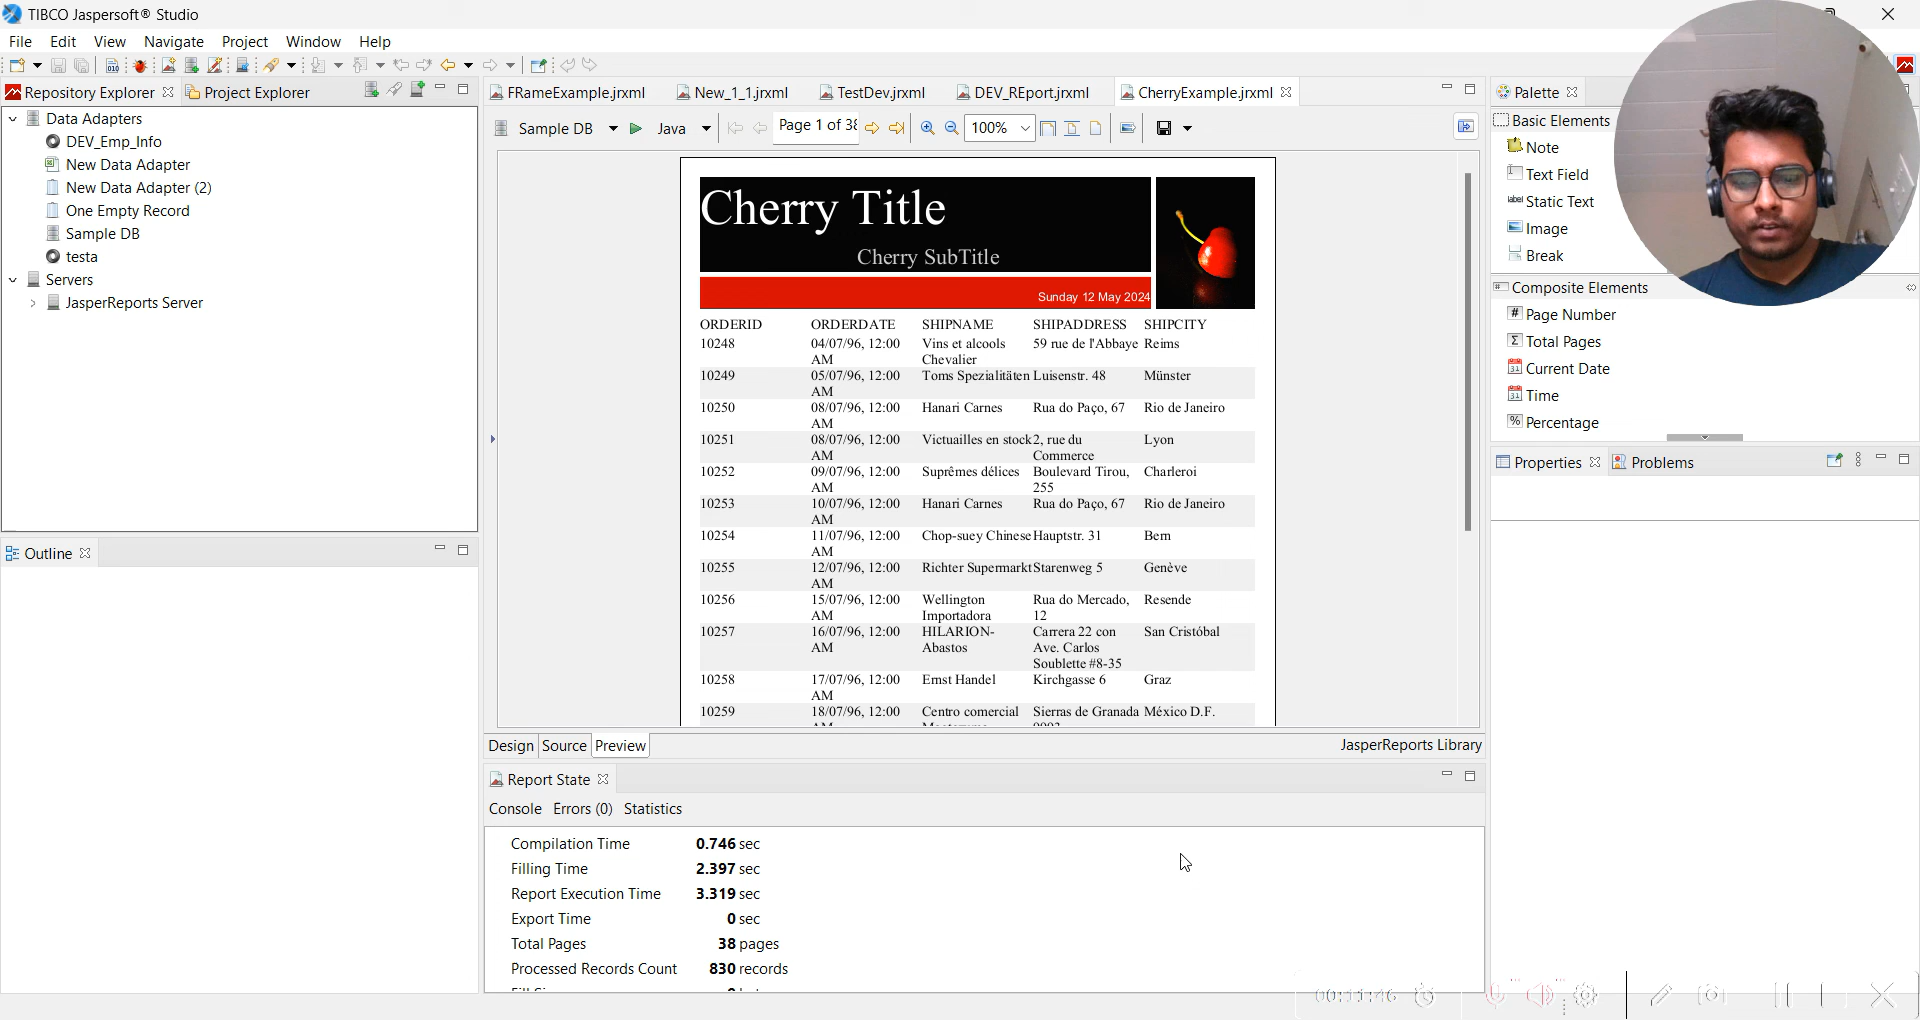 TIBCO Jaspersoft® Studio
File Edit View Navigate Project Window Help
Repository Explorer Project Explorer
Data Adapters
DEV_Emp_Info
New Data Adapter
New Data Adapter (2)
One Empty Record
Sample DB
testa
Servers
JasperReports Server
Outline
FRameExample.jrxml New_1_1.jrxml TestDev.jrxml DEV_REport.jrxml CherryExample.jrxml
Sample DB Java Page 1 of 38 100%
Cherry Title
Cherry SubTitle
Sunday 12 May 2024
ORDERID ORDERDATE SHIPNAME SHIPADDRESS SHIPCITY
10248 04/07/96, 12:00 Vins et alcools 59 rue de l'Abbaye Reims
AM Chevalier
10249 05/07/96, 12:00 Toms Spezialitäten Luisenstr. 48 Münster
AM
10250 08/07/96, 12:00 Hanari Carnes Rua do Paço, 67 Rio de Janeiro
AM
10251 08/07/96, 12:00 Victuailles en stock 2, rue du Lyon
AM Commerce
10252 09/07/96, 12:00 Suprêmes délices Boulevard Tirou, Charleroi
AM 255
10253 10/07/96, 12:00 Hanari Carnes Rua do Paço, 67 Rio de Janeiro
AM
10254 11/07/96, 12:00 Chop-suey Chinese Hauptstr. 31 Bern
AM
10255 12/07/96, 12:00 Richter Supermarkt Starenweg 5 Genève
AM
10256 15/07/96, 12:00 Wellington Rua do Mercado, Resende
AM Importadora 12
10257 16/07/96, 12:00 HILARION- Carrera 22 con San Cristóbal
AM Abastos Ave. Carlos
Soublette #8-35
10258 17/07/96, 12:00 Ernst Handel Kirchgasse 6 Graz
AM
10259 18/07/96, 12:00 Centro comercial Sierras de Granada México D.F.
Design Source Preview JasperReports Library
Report State
Console Errors (0) Statistics
Compilation Time 0.746 sec
Filling Time 2.397 sec
Report Execution Time 3.319 sec
Export Time 0 sec
Total Pages 38 pages
Processed Records Count 830 records
Palette
Basic Elements
Note
Text Field
Static Text
Image
Break
Composite Elements
Page Number
Total Pages
Current Date
Time
Percentage
Properties Problems
00:11:46